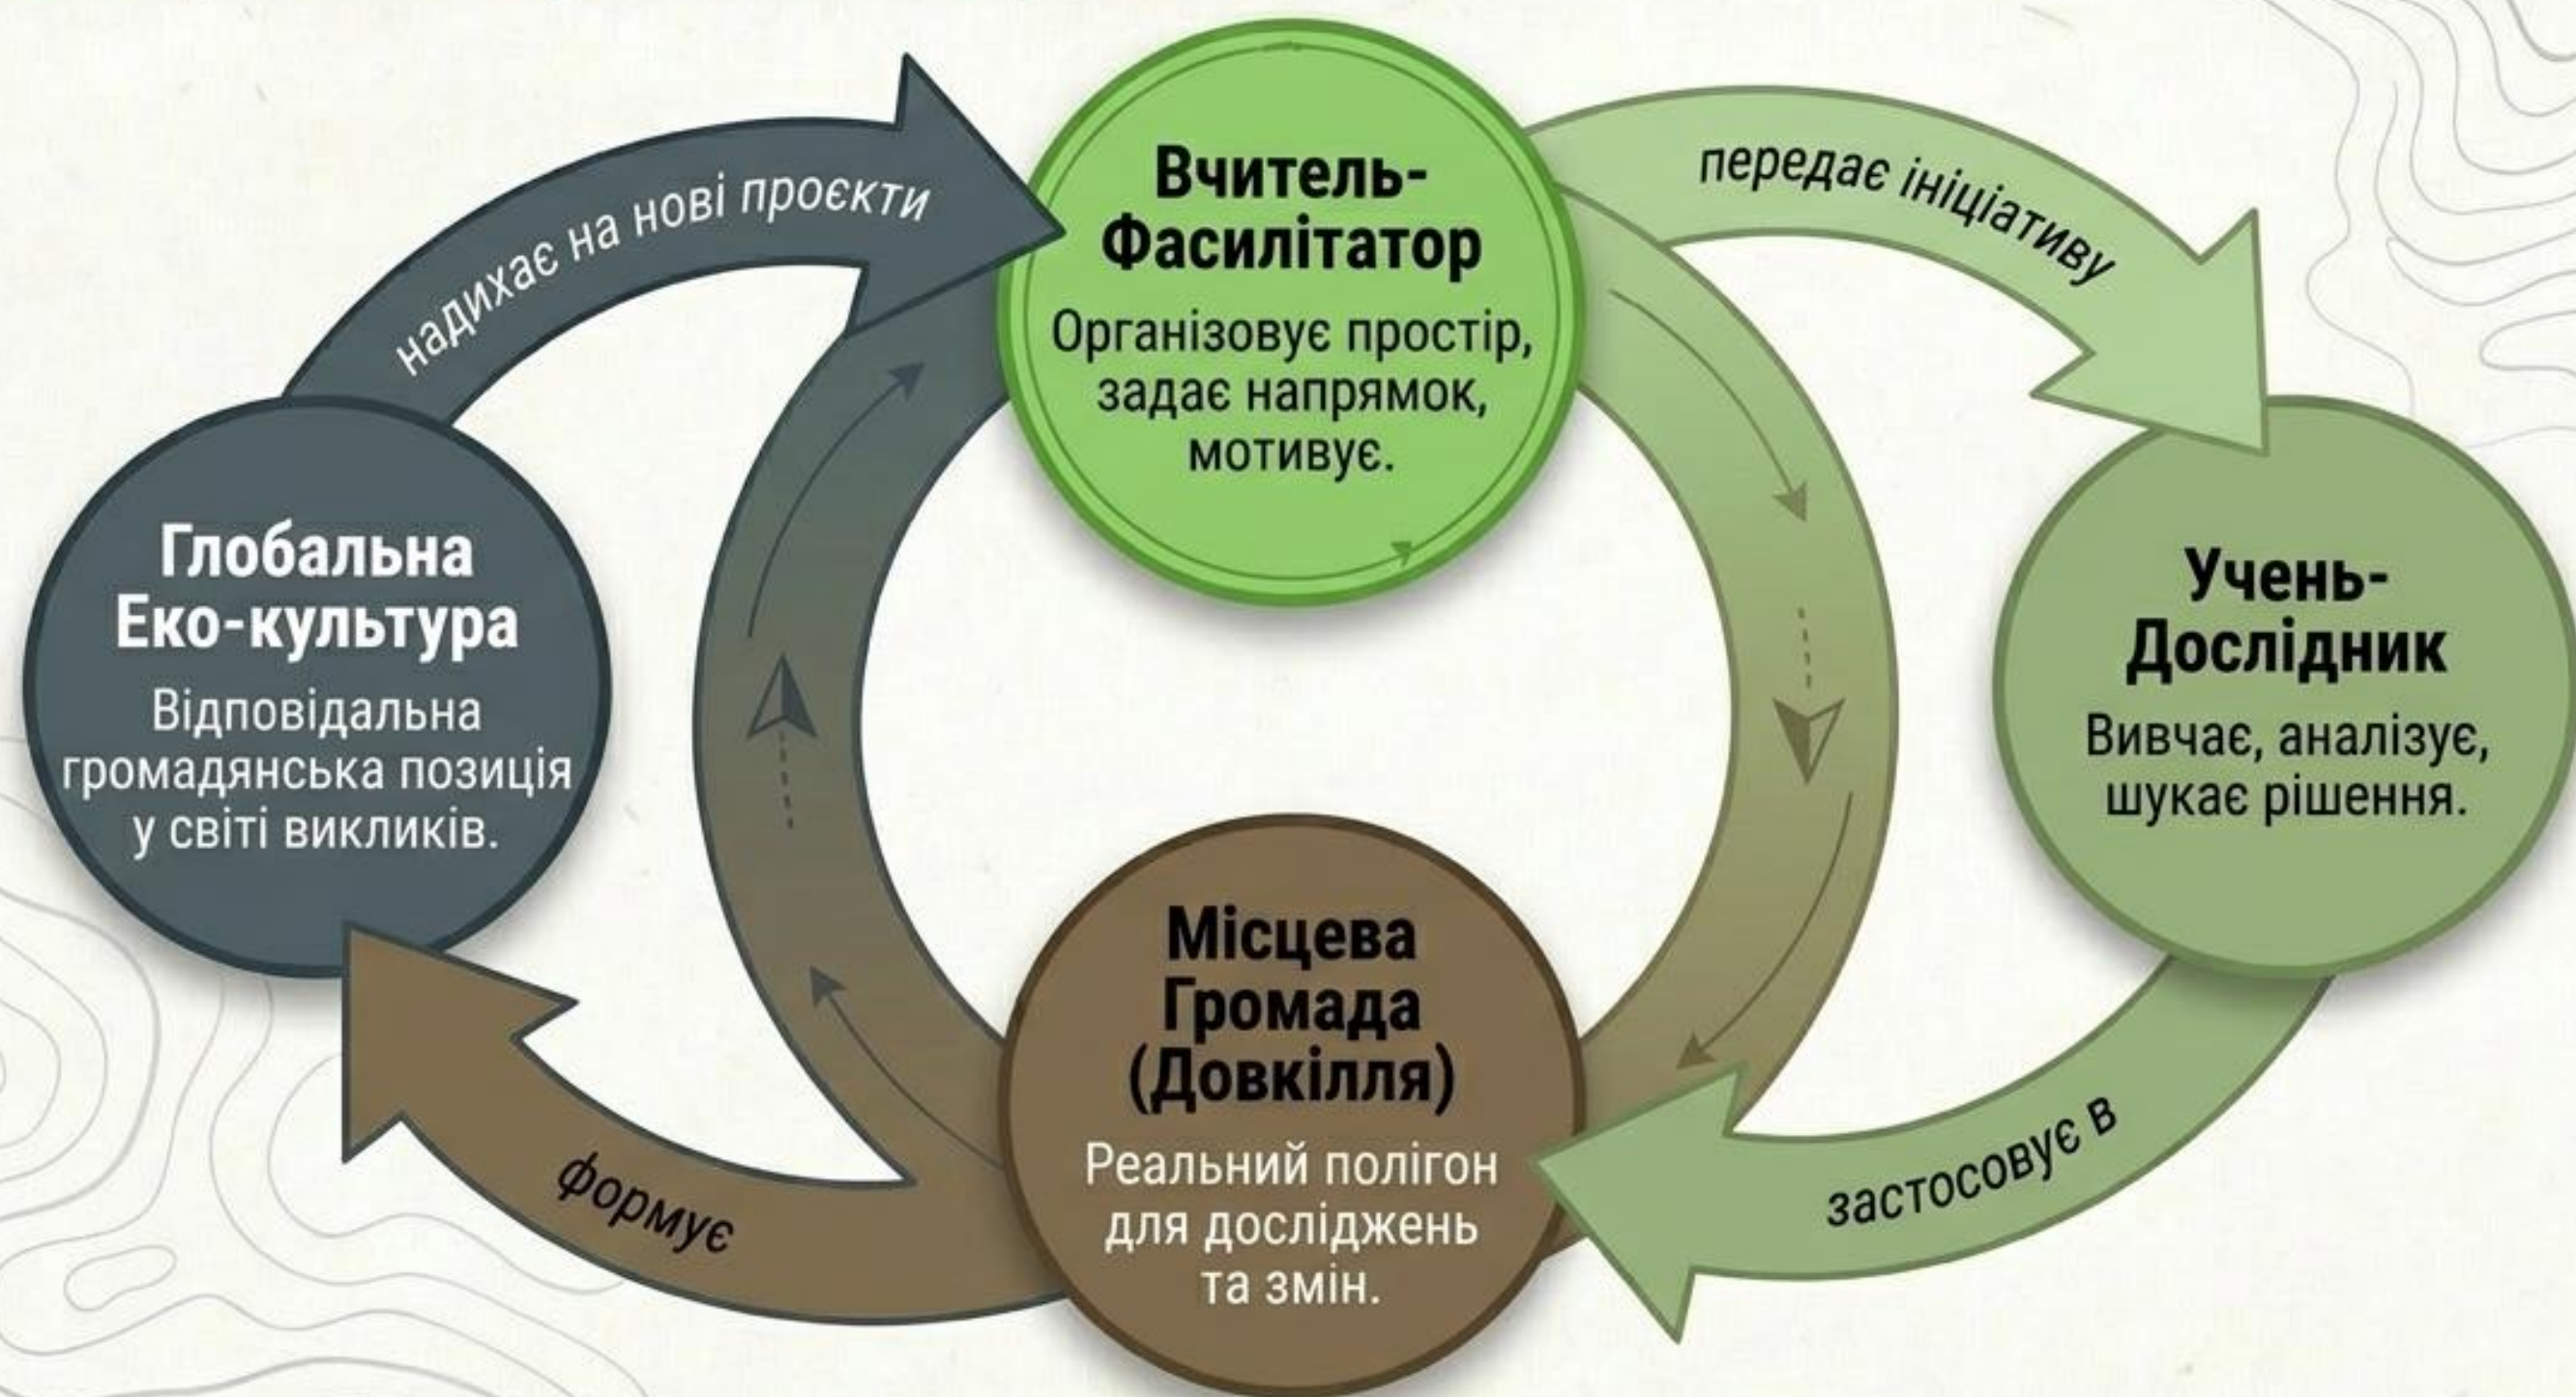 Вчитель-
Фасилітатор
Організовує простір,
задає напрямок,
мотивує.
передає ініціативу
Учень-
Дослідник
Вивчає, аналізує,
шукає рішення.
застосовує в
Місцева
Громада
(Довкілля)
Реальний полігон
для досліджень
та змін.
формує
Глобальна
Еко-культура
Відповідальна
громадянська позиція
у світі викликів.
надихає на нові проєкти